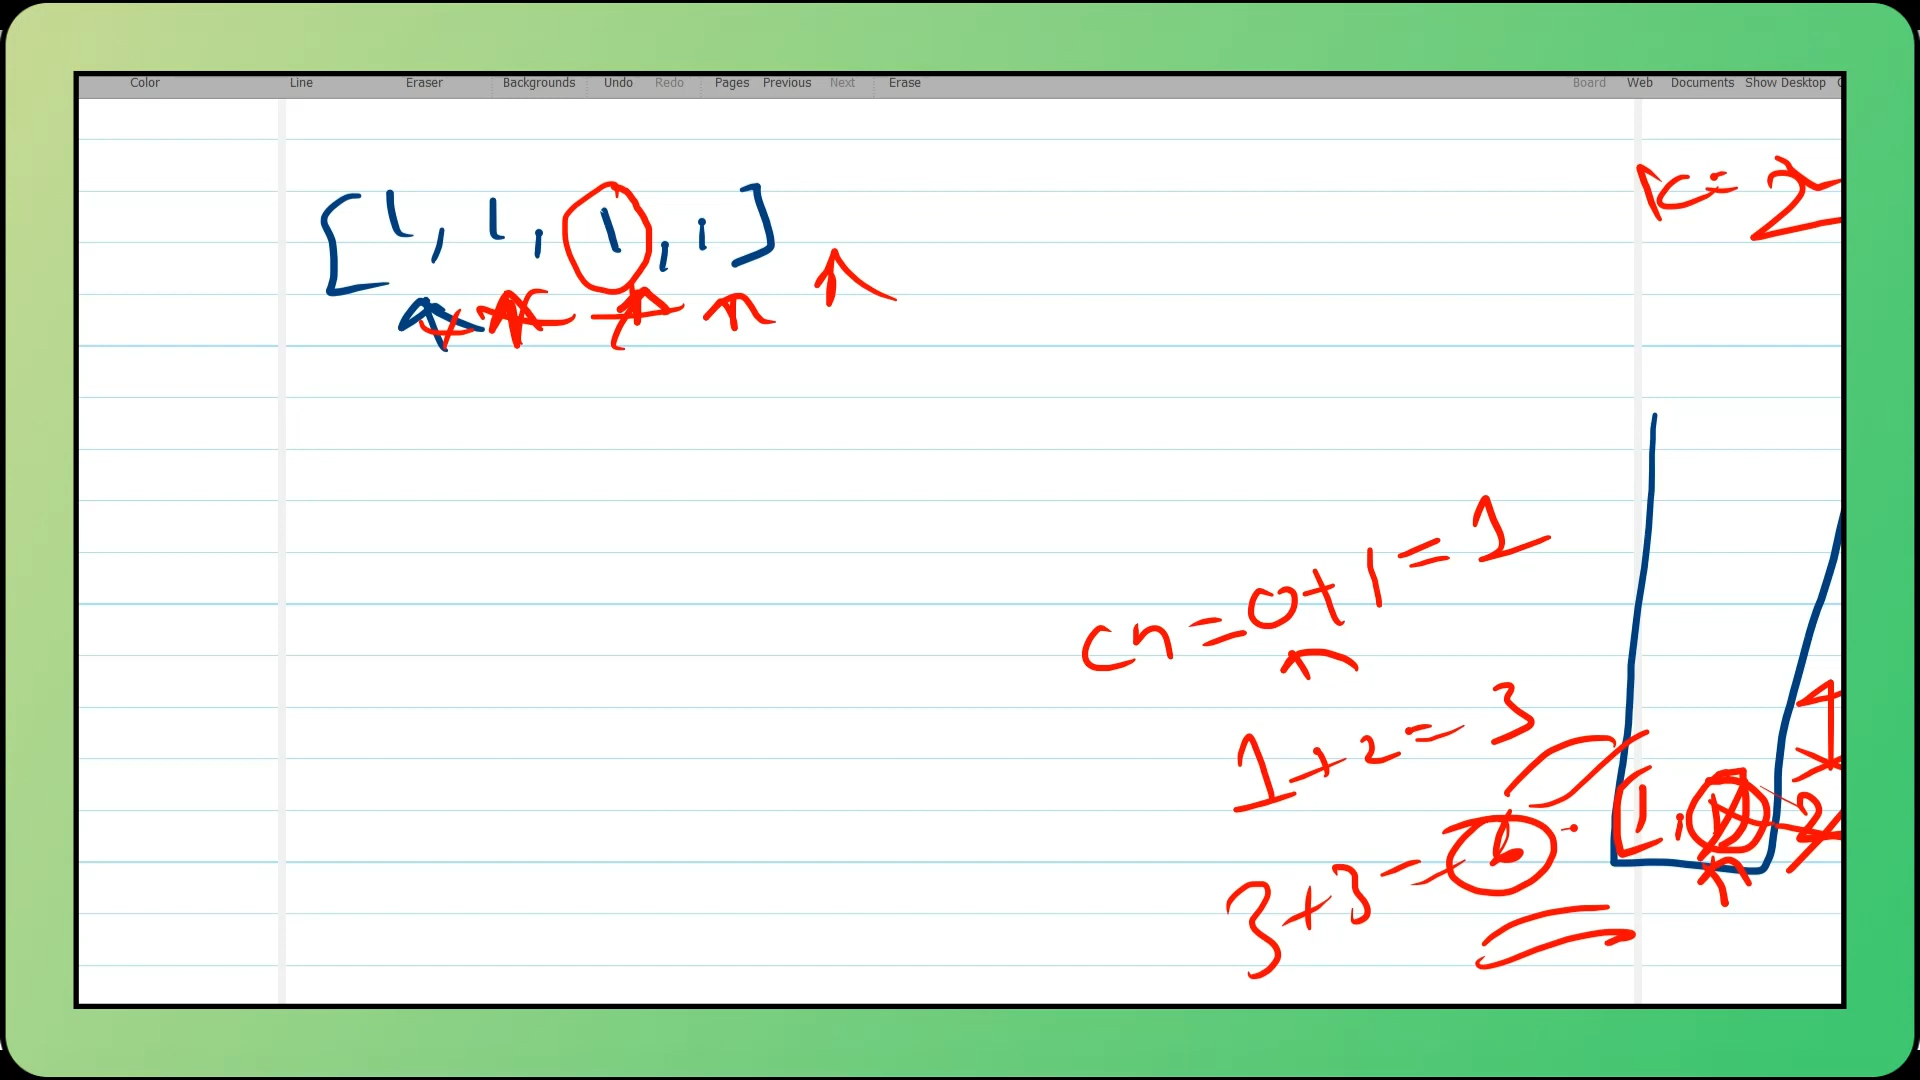 Color Line Eraser Backgrounds Undo Redo Pages Previous Next Erase Board Web Documents Show Desktop
[1, 1, 1, 1]
K = 2
cn = 0+1 = 1
1+2 = 3
3+3 = 6